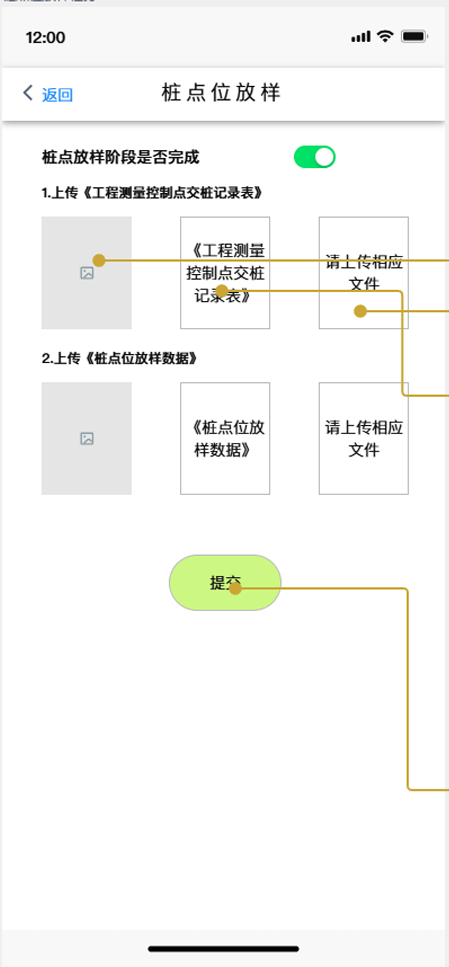 12:00
返回
桩点位放样
桩点放样阶段是否完成
1.上传《工程测量控制点交桩记录表》
《工程测量
控制点交桩
记录表》
请上传相应
文件
2.上传《桩点位放样数据》
《桩点位放
样数据》
请上传相应
文件
提交